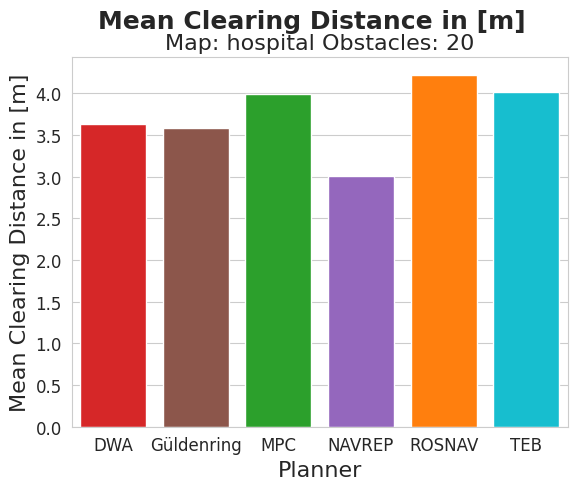 Mean Clearing Distance in [m]
Map: hospital Obstacles: 20
Mean Clearing Distance in [m]
4.0
3.5
3.0
2.5
2.0
1.5
1.0
0.5
0.0
DWA Güldenring MPC NAVREP ROSNAV TEB
Planner